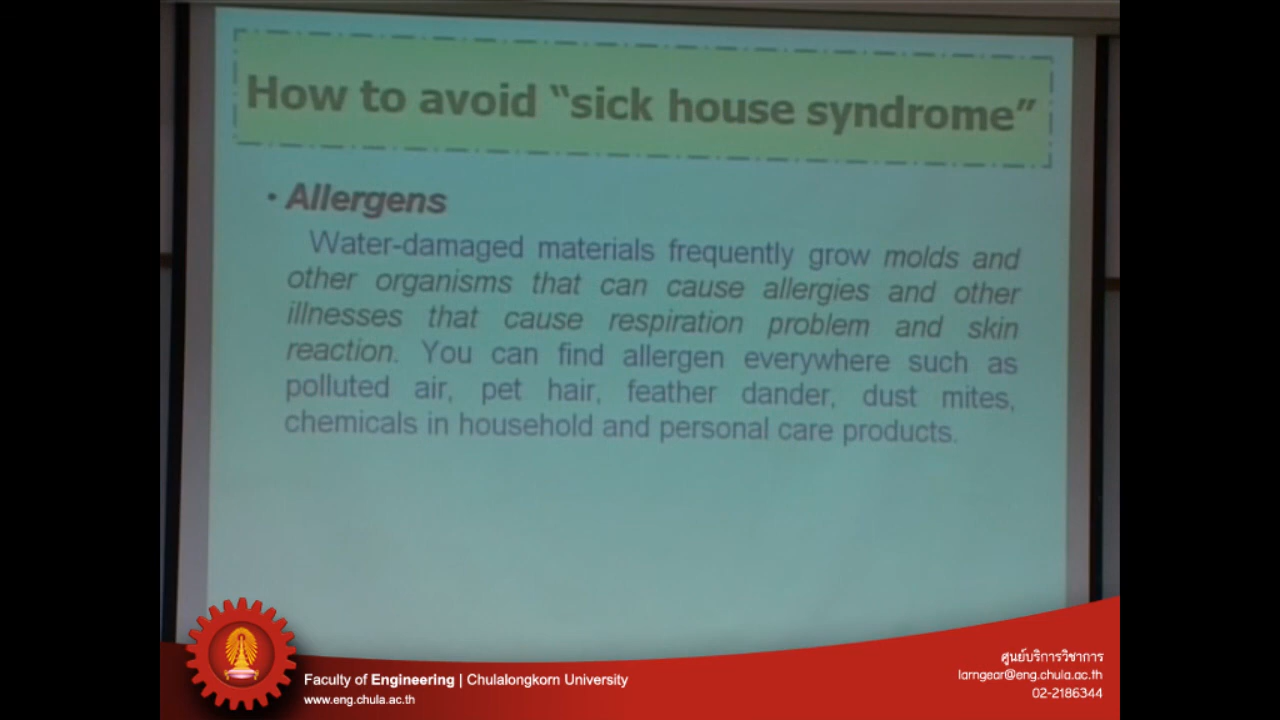 How to avoid “sick house syndrome”
• Allergens
Water-damaged materials frequently grow molds and
other organisms that can cause allergies and other
illnesses that cause respiration problem and skin
reaction. You can find allergen everywhere such as
polluted air, pet hair, feather dander, dust mites,
chemicals in household and personal care products.
Faculty of Engineering | Chulalongkorn University
www.eng.chula.ac.th
ศูนย์บริการวิชาการ
larngear@eng.chula.ac.th
02-2186344